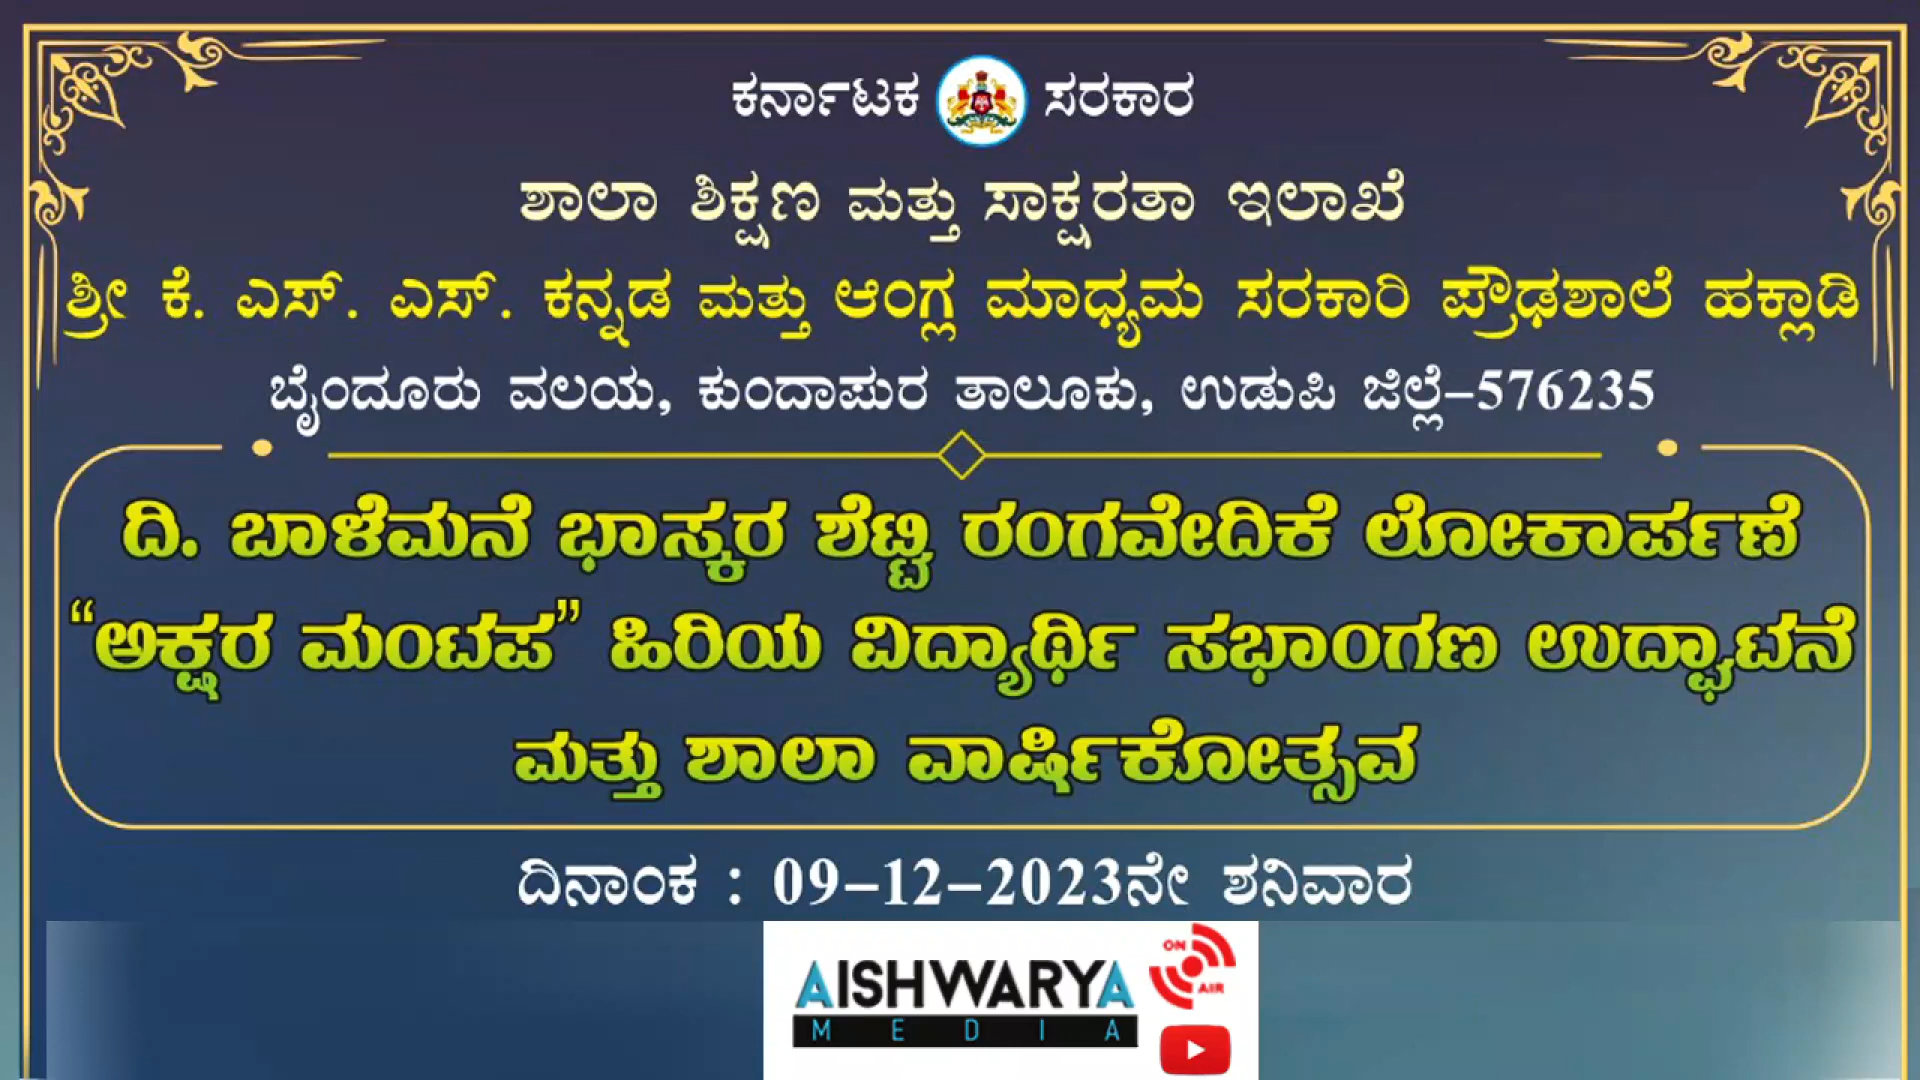 ಕರ್ನಾಟಕ ಸರಕಾರ
ಶಾಲಾ ಶಿಕ್ಷಣ ಮತ್ತು ಸಾಕ್ಷರತಾ ಇಲಾಖೆ
ಶ್ರೀ ಕೆ. ಎಸ್. ಎಸ್. ಕನ್ನಡ ಮತ್ತು ಆಂಗ್ಲ ಮಾಧ್ಯಮ ಸರಕಾರಿ ಪ್ರೌಢಶಾಲೆ ಹಕ್ಲಾಡಿ
ಬೈಂದೂರು ವಲಯ, ಕುಂದಾಪುರ ತಾಲೂಕು, ಉಡುಪಿ ಜಿಲ್ಲೆ-576235
ದಿ. ಬಾಳೆಮನೆ ಭಾಸ್ಕರ ಶೆಟ್ಟಿ ರಂಗವೇದಿಕೆ ಲೋಕಾರ್ಪಣೆ
“ಅಕ್ಷರ ಮಂಟಪ” ಹಿರಿಯ ವಿದ್ಯಾರ್ಥಿ ಸಭಾಂಗಣ ಉದ್ಘಾಟನೆ
ಮತ್ತು ಶಾಲಾ ವಾರ್ಷಿಕೋತ್ಸವ
ದಿನಾಂಕ : 09-12-2023ನೇ ಶನಿವಾರ
AISHWARYA
MEDIA
ON
AIR